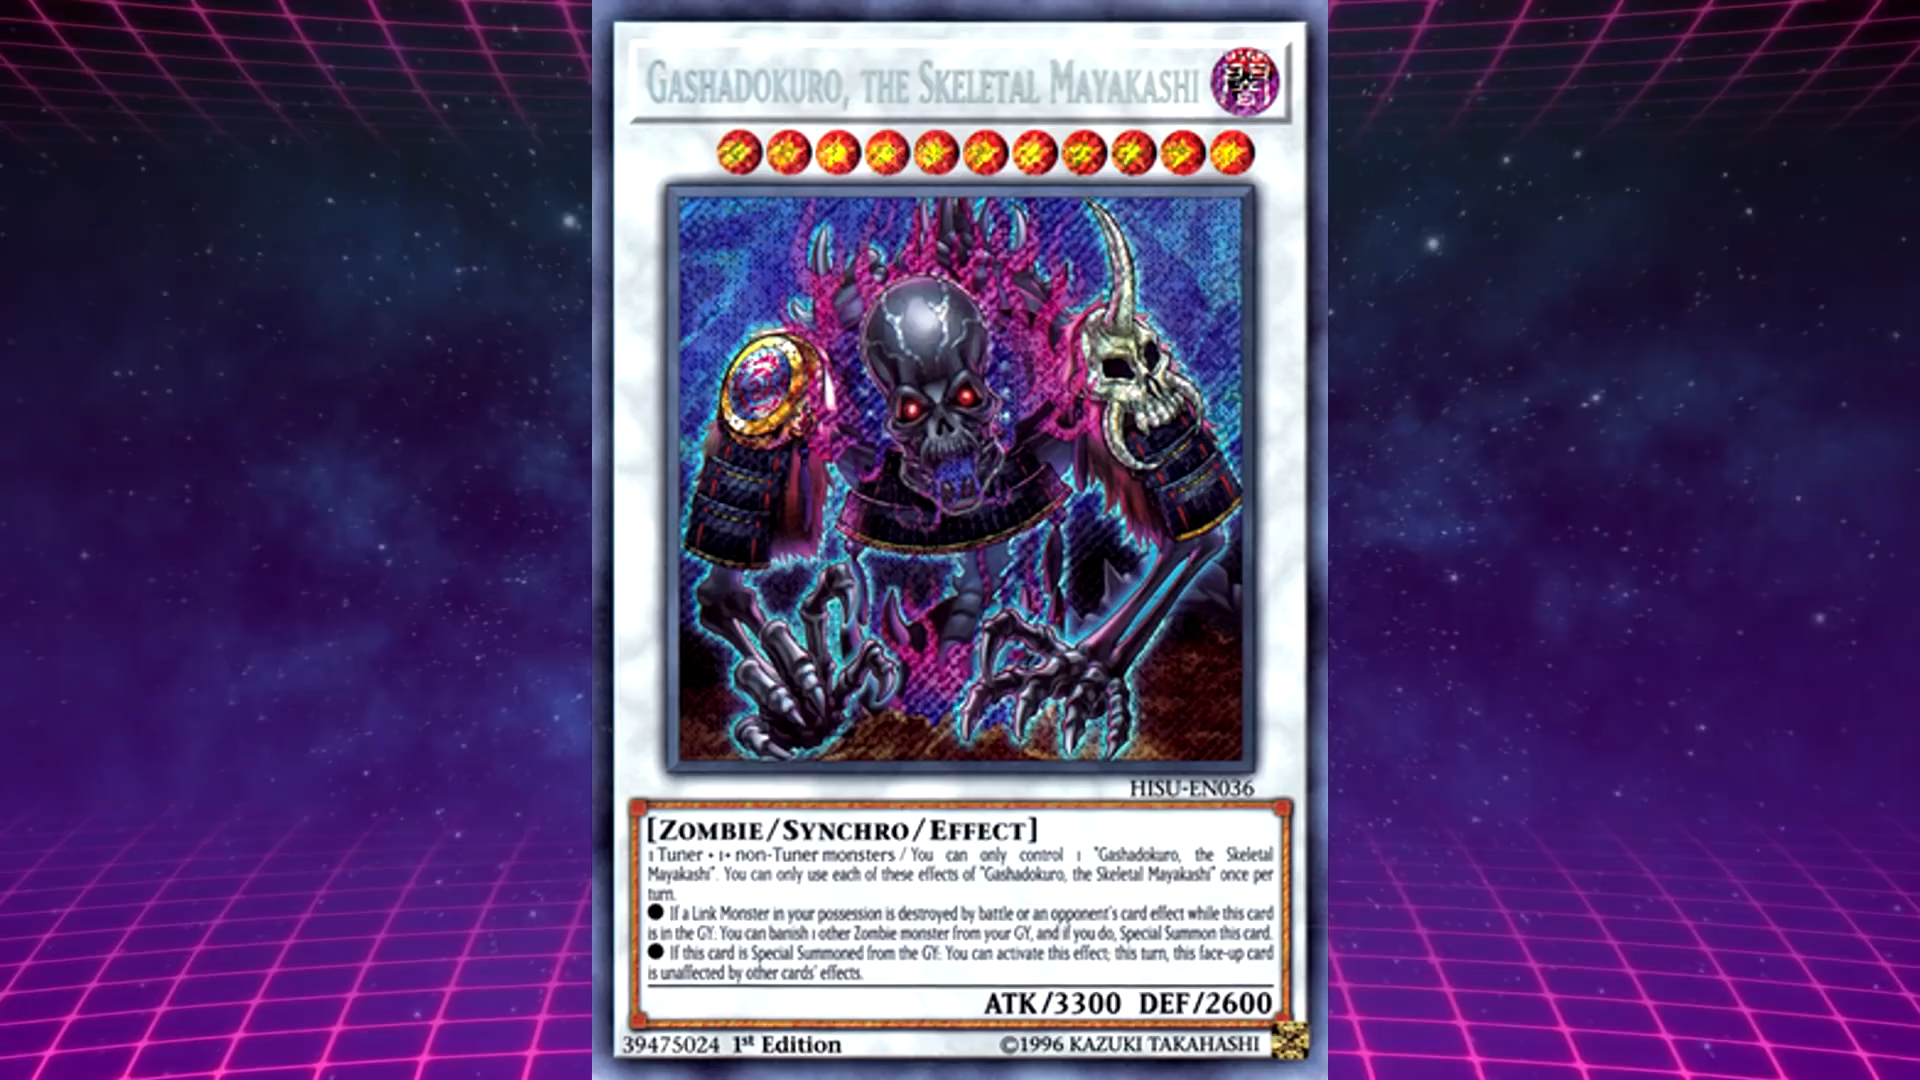 GASHADOKURO, THE SKELETAL MAYAKASHI
HISU-EN036
[ZOMBIE/SYNCHRO/EFFECT]
1 Tuner + 1+ non-Tuner monsters / You can only control 1 "Gashadokuro, the Skeletal
Mayakashi". You can only use each of these effects of "Gashadokuro, the Skeletal Mayakashi" once per
turn.
● If a Link Monster in your possession is destroyed by battle or an opponent's card effect while this card
is in the GY: You can banish 1 other Zombie monster from your GY, and if you do, Special Summon this card.
● If this card is Special Summoned from the GY: You can activate this effect; this turn, this face-up card
is unaffected by other cards' effects.
ATK/3300 DEF/2600
39475024 1st Edition ©1996 KAZUKI TAKAHASHI